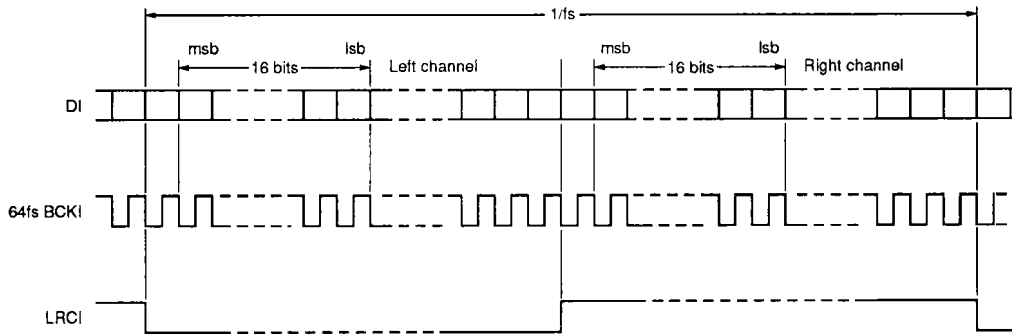 1/fs
msb lsb msb lsb
16 bits Left channel 16 bits Right channel
DI
64fs BCKI
LRCI